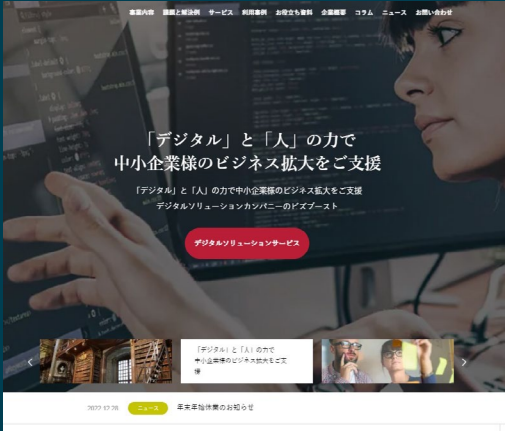 事業内容 課題と解決例 サービス 利用事例 お役立ち資料 企業概要 コラム ニュース お問い合わせ
「デジタル」と「人」の力で
中小企業様のビジネス拡大をご支援
「デジタル」と「人」の力で中小企業様のビジネス拡大をご支援
デジタルソリューションカンパニーのビズブースト
デジタルソリューションサービス
「デジタル」と「人」の力で
中小企業様のビジネス拡大をご支
援
2022.12.26 ニュース 年末年始休業のお知らせ